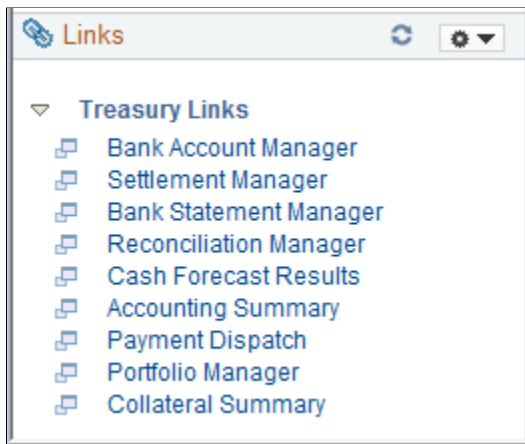 Links
Treasury Links
Bank Account Manager
Settlement Manager
Bank Statement Manager
Reconciliation Manager
Cash Forecast Results
Accounting Summary
Payment Dispatch
Portfolio Manager
Collateral Summary